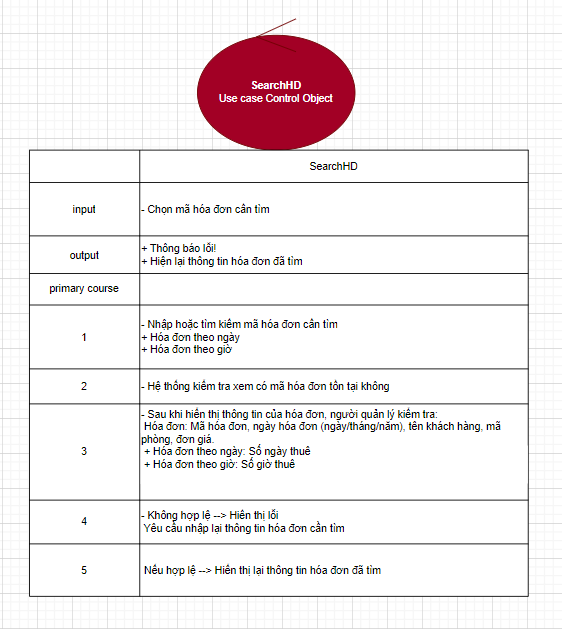 SearchHD
Use case Control Object
SearchHD
input
- Chọn mã hóa đơn cần tìm
output
+ Thông báo lỗi!
+ Hiện lại thông tin hóa đơn đã tìm
primary course
1
- Nhập hoặc tìm kiếm mã hóa đơn cần tìm
+ Hóa đơn theo ngày
+ Hóa đơn theo giờ
2
- Hệ thống kiểm tra xem có mã hóa đơn tồn tại không
3
- Sau khi hiển thị thông tin của hóa đơn, người quản lý kiểm tra:
Hóa đơn: Mã hóa đơn, ngày hóa đơn (ngày/tháng/năm), tên khách hàng, mã
phòng, đơn giá.
+ Hóa đơn theo ngày: Số ngày thuê
+ Hóa đơn theo giờ: Số giờ thuê
4
- Không hợp lệ --> Hiển thị lỗi
Yêu cầu nhập lại thông tin hóa đơn cần tìm
5
Nếu hợp lệ --> Hiển thị lại thông tin hóa đơn đã tìm